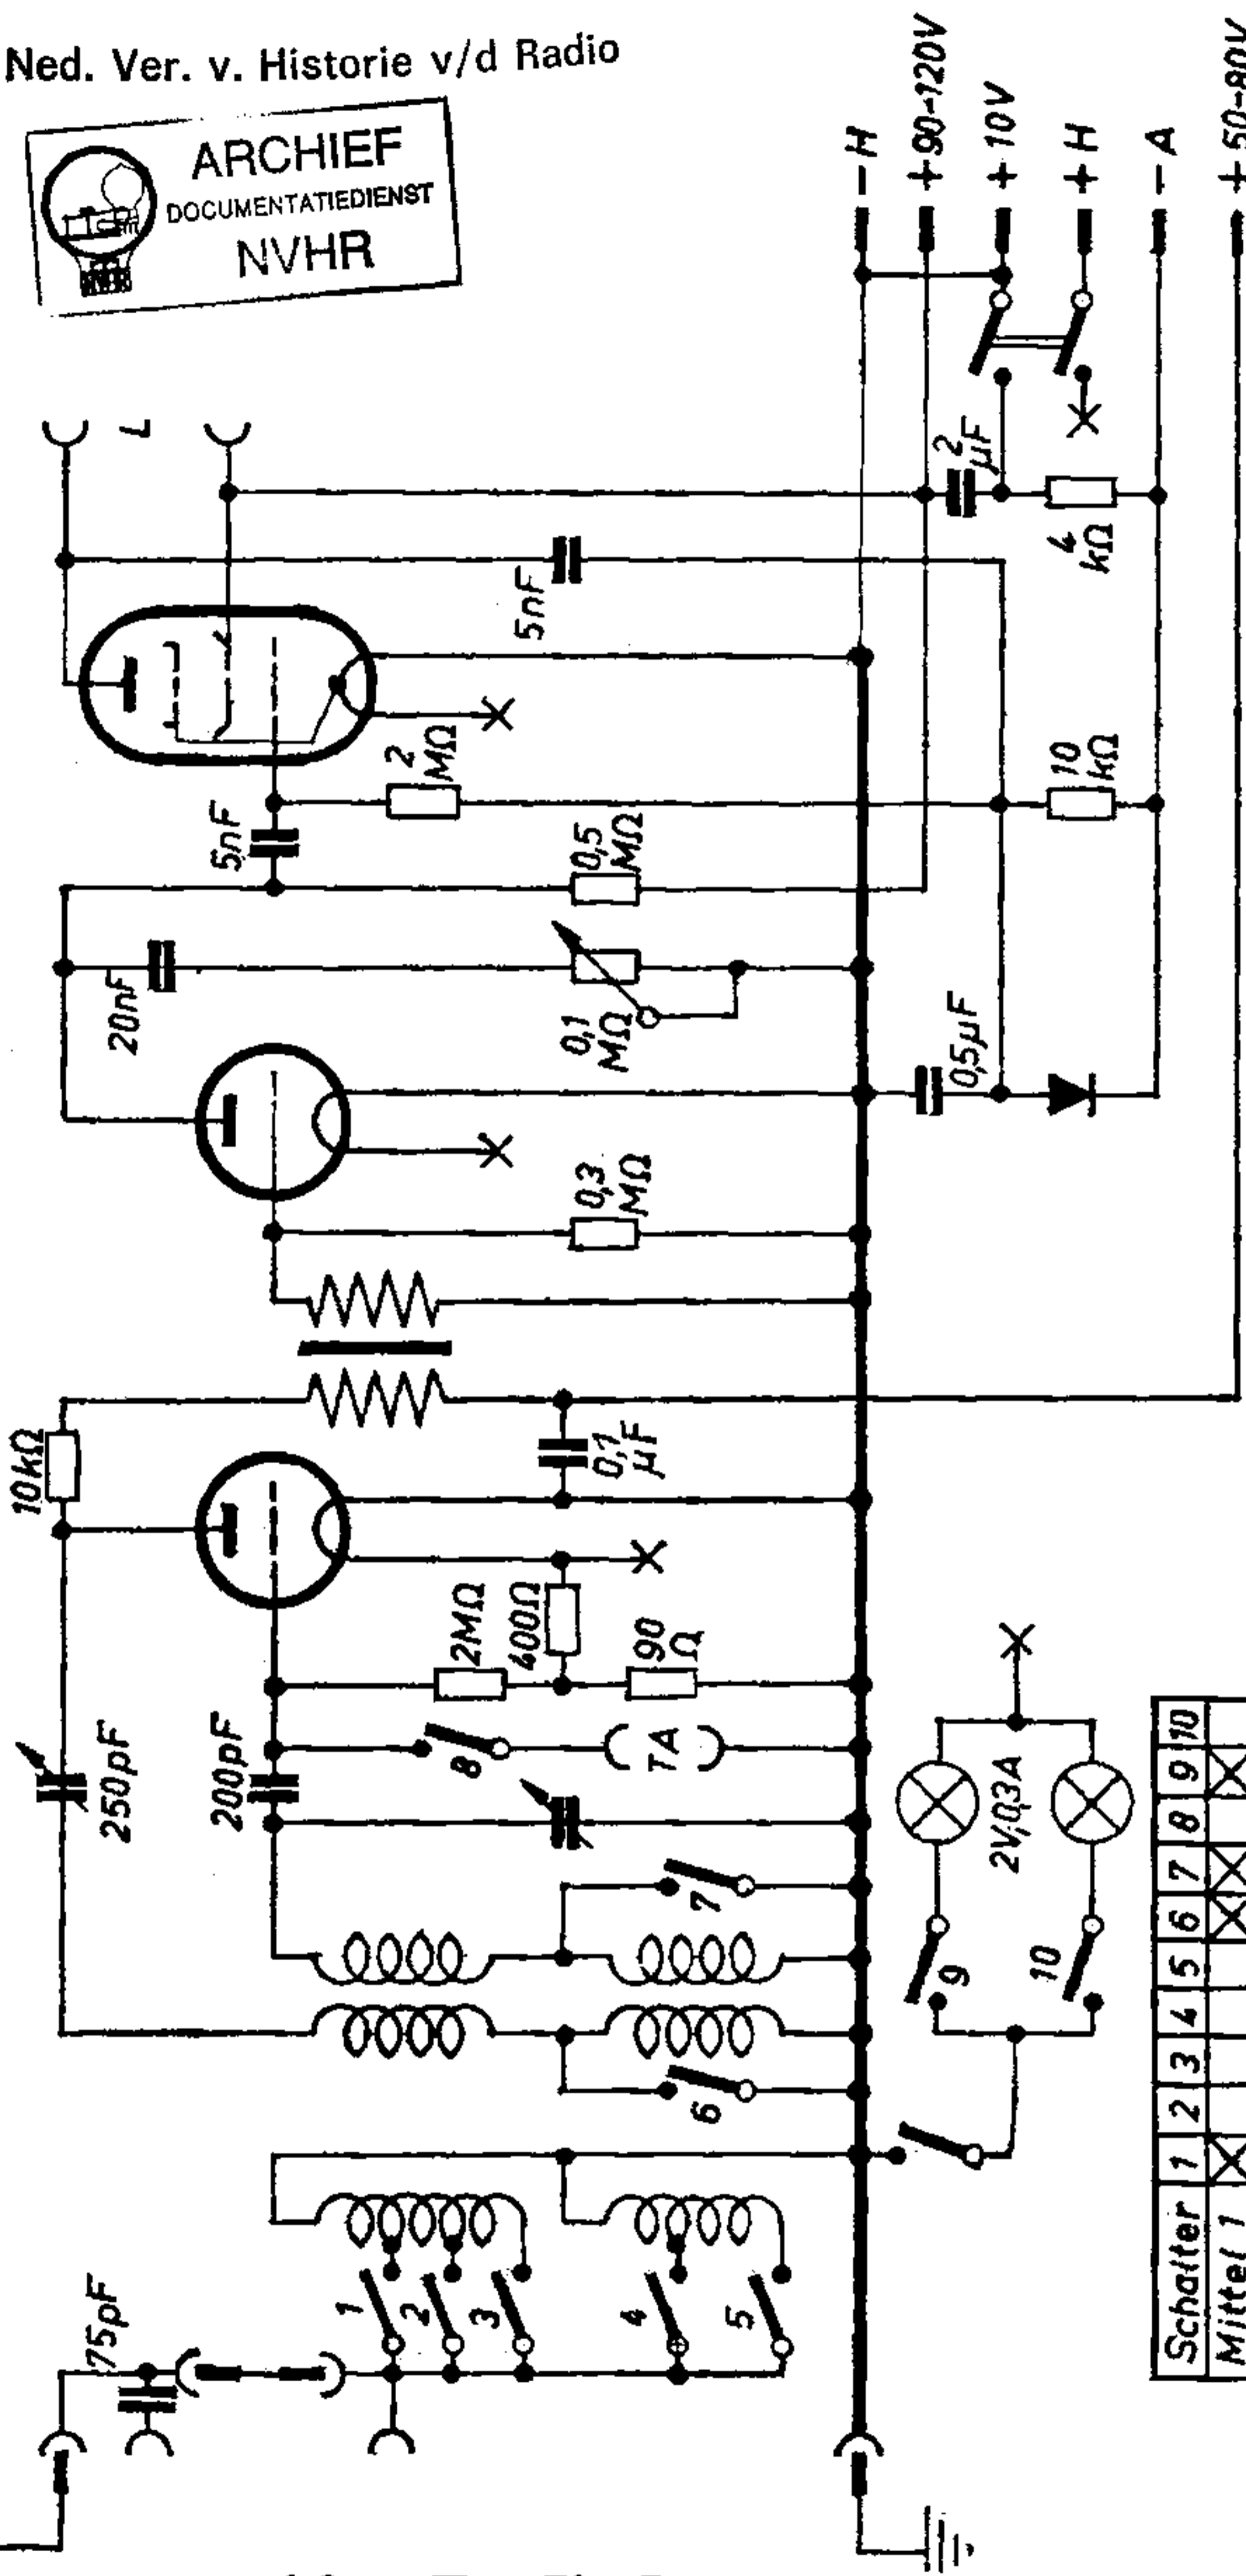 Ned. Ver. v. Historie v/d Radio
ARCHIEF
DOCUMENTATIEDIENST
NVHR
-H
+90-120V
+10V
+H
-A
+50-80V
L
2 µF
4 kΩ
5nF
2 MΩ
10 kΩ
5nF
0,5 MΩ
20nF
0,1 MΩ
0,5µF
0,3 MΩ
10kΩ
0,1 µF
2MΩ
400Ω
90 Ω
250pF
200pF
8
TA
7
2V,0,3A
9
10
6
75pF
1
2
3
4
5
Schalter 1 2 3 4 5 6 7 8 9 10
Mittel 1 X X X X